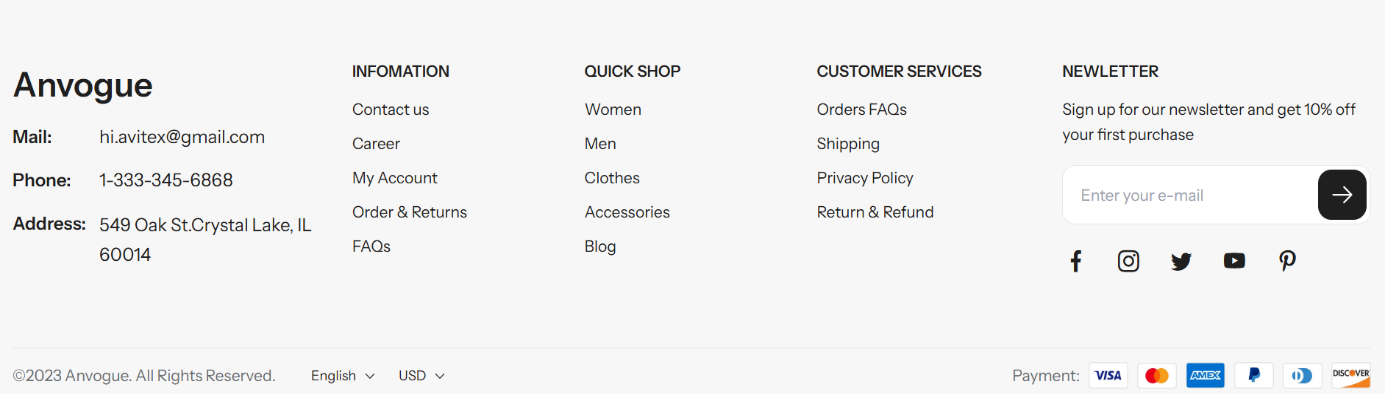 Anvogue
Mail: hi.avitex@gmail.com
Phone: 1-333-345-6868
Address: 549 Oak St.Crystal Lake, IL
60014
INFOMATION
Contact us
Career
My Account
Order & Returns
FAQs
QUICK SHOP
Women
Men
Clothes
Accessories
Blog
CUSTOMER SERVICES
Orders FAQs
Shipping
Privacy Policy
Return & Refund
NEWLETTER
Sign up for our newsletter and get 10% off
your first purchase
Enter your e-mail
©2023 Anvogue. All Rights Reserved. English USD
Payment: VISA AMEX DISCOVER